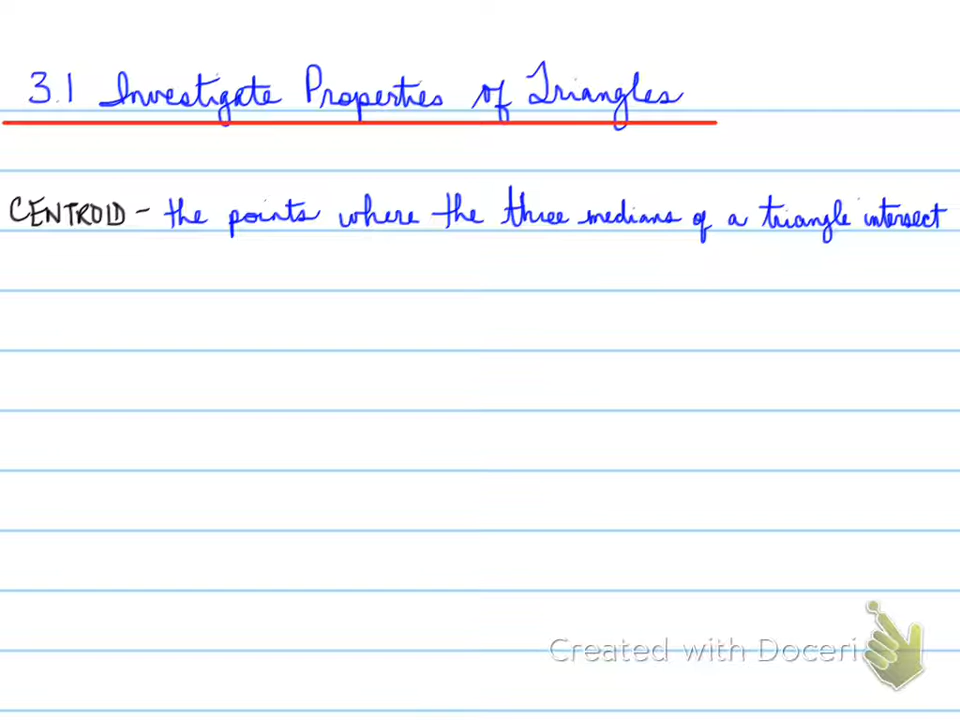 3.1 Investigate Properties of Triangles
CENTROID - the points where the three medians of a triangle intersect
Created with Doceri